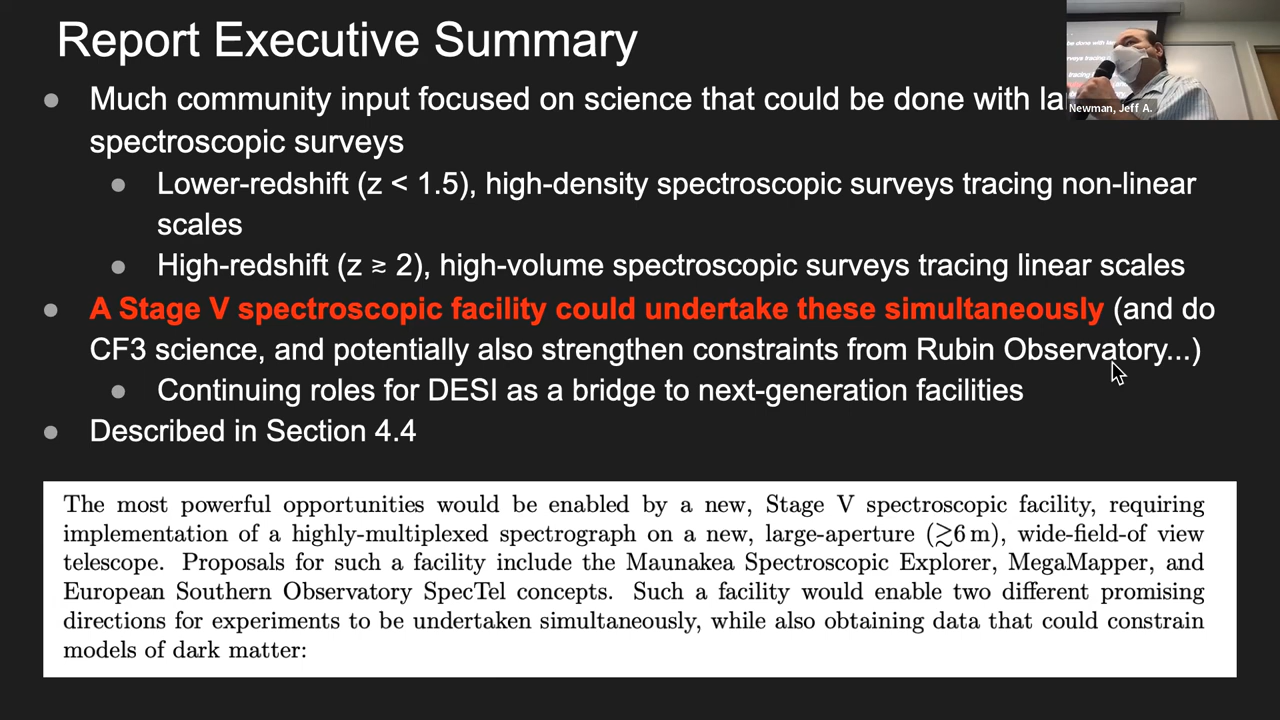 Report Executive Summary
Much community input focused on science that could be done with la
Newman, Jeff A.
spectroscopic surveys
Lower-redshift (z < 1.5), high-density spectroscopic surveys tracing non-linear
scales
High-redshift (z ≳ 2), high-volume spectroscopic surveys tracing linear scales
A Stage V spectroscopic facility could undertake these simultaneously (and do
CF3 science, and potentially also strengthen constraints from Rubin Observatory...)
Continuing roles for DESI as a bridge to next-generation facilities
Described in Section 4.4
The most powerful opportunities would be enabled by a new, Stage V spectroscopic facility, requiring
implementation of a highly-multiplexed spectrograph on a new, large-aperture (≳6 m), wide-field-of view
telescope. Proposals for such a facility include the Maunakea Spectroscopic Explorer, MegaMapper, and
European Southern Observatory SpecTel concepts. Such a facility would enable two different promising
directions for experiments to be undertaken simultaneously, while also obtaining data that could constrain
models of dark matter: